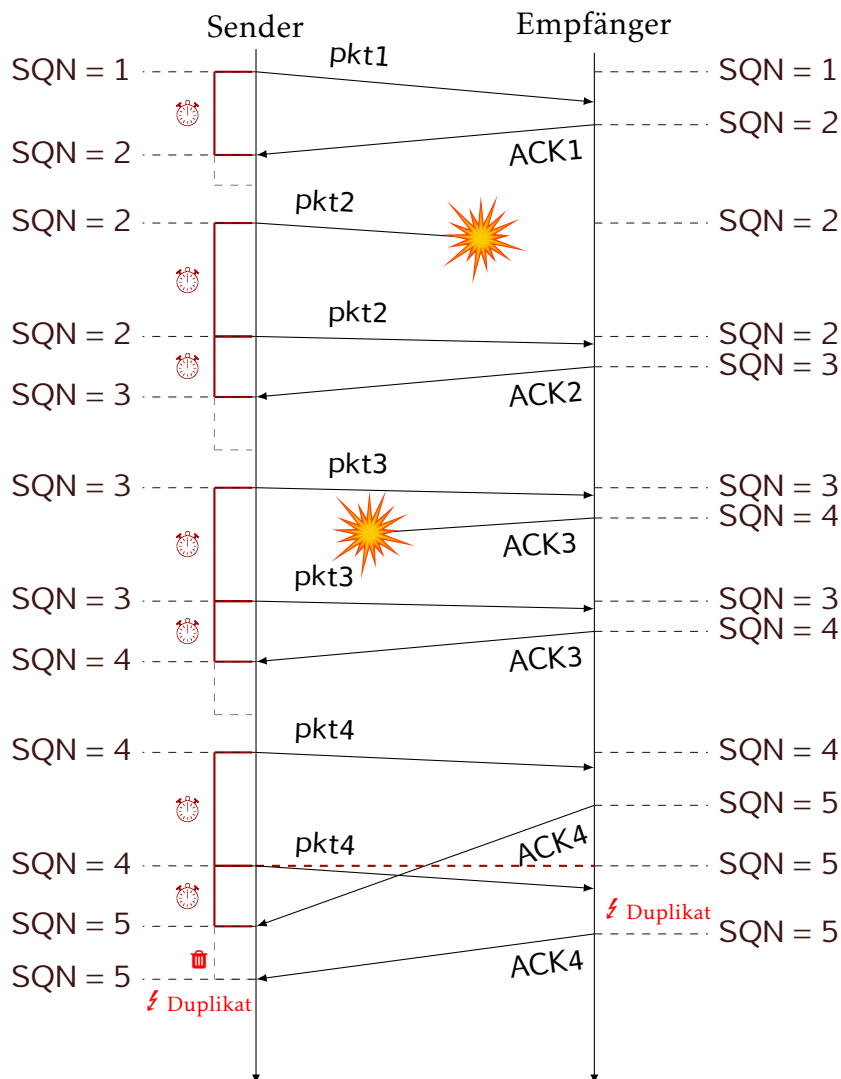 Sender Empfänger
SQN = 1 pkt1 SQN = 1
SQN = 2
SQN = 2 ACK1
SQN = 2 pkt2 SQN = 2
SQN = 2 pkt2 SQN = 2
SQN = 3
SQN = 3 ACK2
SQN = 3 pkt3 SQN = 3
SQN = 4
ACK3
SQN = 3 pkt3 SQN = 3
SQN = 4
SQN = 4 ACK3
SQN = 4 pkt4 SQN = 4
SQN = 5
SQN = 4 pkt4 ACK4 SQN = 5
Duplikat
SQN = 5 SQN = 5
SQN = 5 ACK4
Duplikat